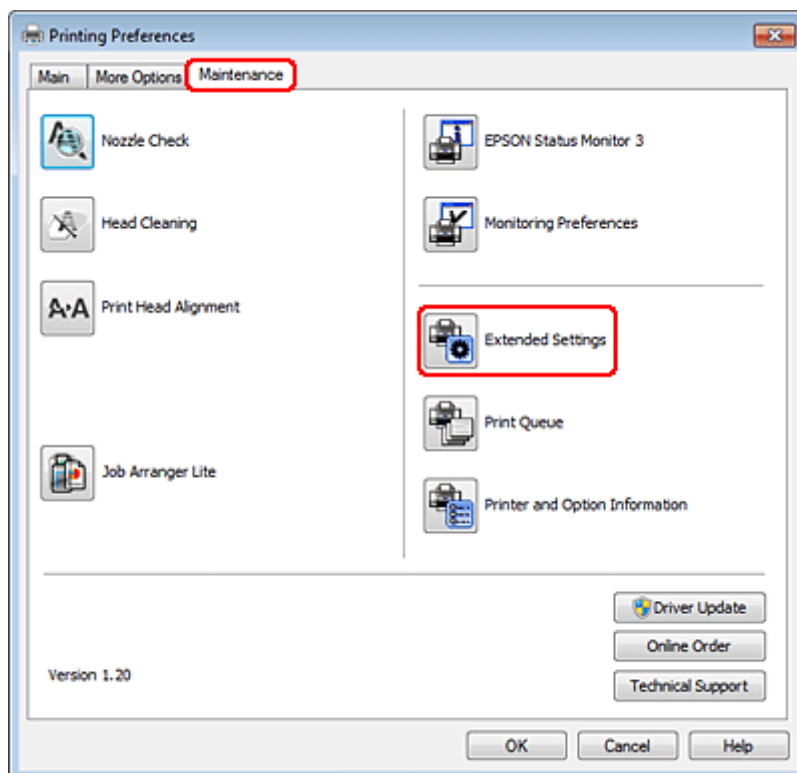 Printing Preferences
Main
More Options
Maintenance
Nozzle Check
Head Cleaning
A·A
Print Head Alignment
Job Arranger Lite
EPSON Status Monitor 3
Monitoring Preferences
Extended Settings
Print Queue
Printer and Option Information
Version 1.20
Driver Update
Online Order
Technical Support
OK
Cancel
Help